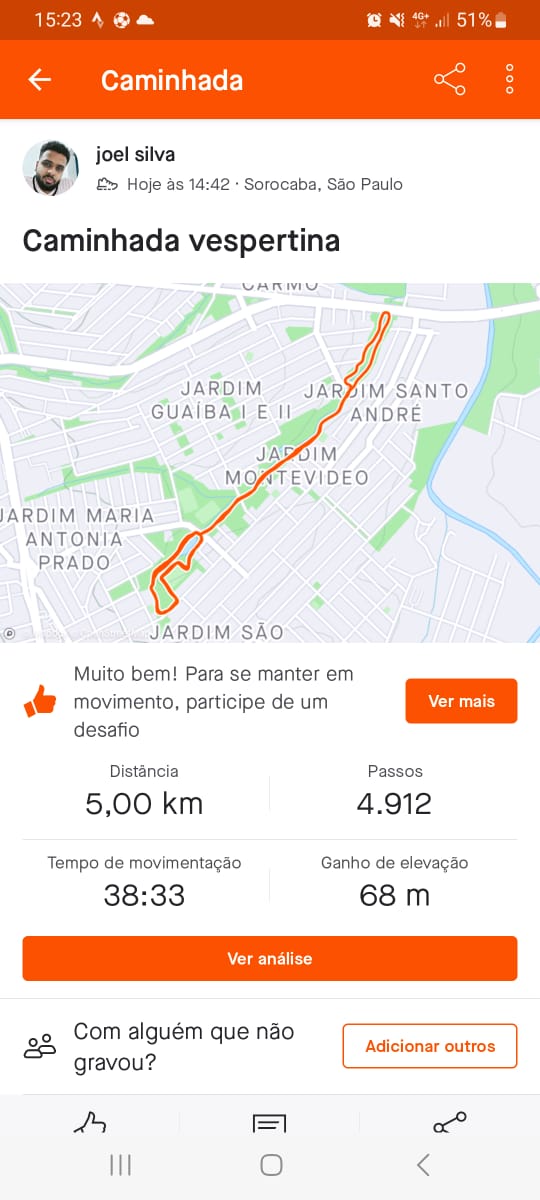 15:23
4G+ 51%
Caminhada
joel silva
Hoje às 14:42 · Sorocaba, São Paulo
Caminhada vespertina
CARMO
JARDIM
GUAÍBA I E II
JARDIM SANTO
ANDRÉ
JARDIM
MONTEVIDEO
JARDIM MARIA
ANTONIA
PRADO
JARDIM SÃO
Muito bem! Para se manter em
movimento, participe de um
desafio
Ver mais
Distância
5,00 km
Passos
4.912
Tempo de movimentação
38:33
Ganho de elevação
68 m
Ver análise
Com alguém que não
gravou?
Adicionar outros